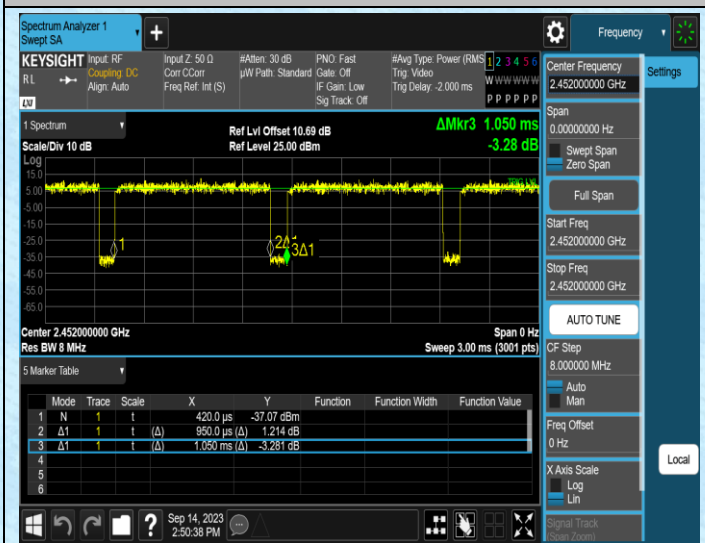 Spectrum Analyzer 1
Swept SA
Frequency
KEYSIGHT
RL
LW
Input: RF
Coupling: DC
Align: Auto
Input Z: 50 Ω
Corr CCorr
Freq Ref: Int (S)
#Atten: 30 dB
µW Path: Standard
PNO: Fast
Gate: Off
IF Gain: Low
Sig Track: Off
#Avg Type: Power (RMS
Trig: Video
Trig Delay: -2.000 ms
1 2 3 4 5 6
W W W W W W
P P P P P P
Settings
Center Frequency
2.452000000 GHz
Span
0.00000000 Hz
Swept Span
Zero Span
Full Span
Start Freq
2.452000000 GHz
Stop Freq
2.452000000 GHz
AUTO TUNE
CF Step
8.000000 MHz
Auto
Man
Freq Offset
0 Hz
X Axis Scale
Log
Lin
Signal Track
(Span Zoom)
Local
1 Spectrum
Scale/Div 10 dB
Ref Lvl Offset 10.69 dB
Ref Level 25.00 dBm
ΔMkr3 1.050 ms
-3.28 dB
Log
15.0
5.00
-5.00
-15.0
-25.0
-35.0
-45.0
-55.0
-65.0
1
3Δ1
Center 2.452000000 GHz
Res BW 8 MHz
Span 0 Hz
Sweep 3.00 ms (3001 pts)
5 Marker Table
Mode Trace Scale X Y Function Function Width Function Value
1 N 1 t 420.0 µs -37.07 dBm
2 Δ1 1 t (Δ) 950.0 µs (Δ) 1.214 dB
3 Δ1 1 t (Δ) 1.050 ms (Δ) -3.281 dB
4
5
6
?
Sep 14, 2023
2:50:38 PM